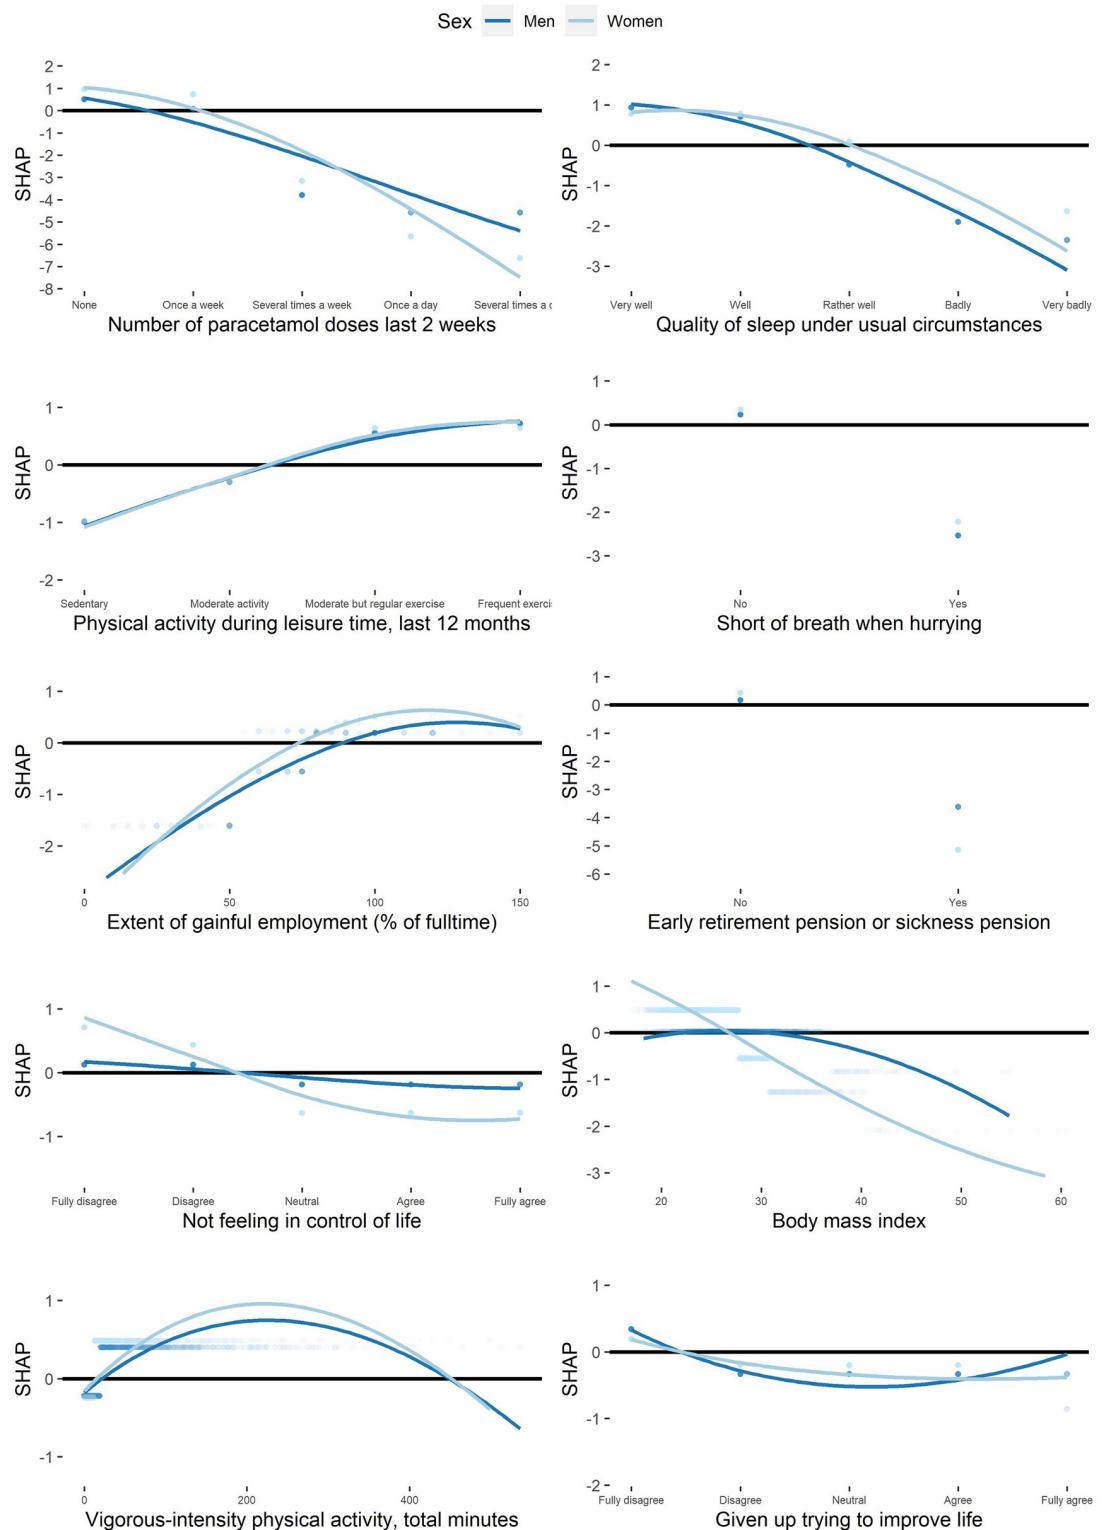 Sex Men Women
2
1
0
-1
-2
-3
-4
-5
-6
-7
-8
SHAP
None Once a week Several times a week Once a day Several times a c
Number of paracetamol doses last 2 weeks
2
1
0
-1
-2
-3
SHAP
Very well Well Rather well Badly Very badly
Quality of sleep under usual circumstances
1
0
-1
-2
SHAP
Sedentary Moderate activity Moderate but regular exercise Frequent exerci
Physical activity during leisure time, last 12 months
1
0
-1
-2
-3
SHAP
No Yes
Short of breath when hurrying
1
0
-1
-2
SHAP
0 50 100 150
Extent of gainful employment (% of fulltime)
1
0
-1
-2
-3
-4
-5
-6
SHAP
No Yes
Early retirement pension or sickness pension
1
0
-1
SHAP
Fully disagree Disagree Neutral Agree Fully agree
Not feeling in control of life
1
0
-1
-2
-3
SHAP
20 30 40 50 60
Body mass index
1
0
-1
SHAP
0 200 400
Vigorous-intensity physical activity, total minutes
1
0
-1
-2
SHAP
Fully disagree Disagree Neutral Agree Fully agree
Given up trying to improve life